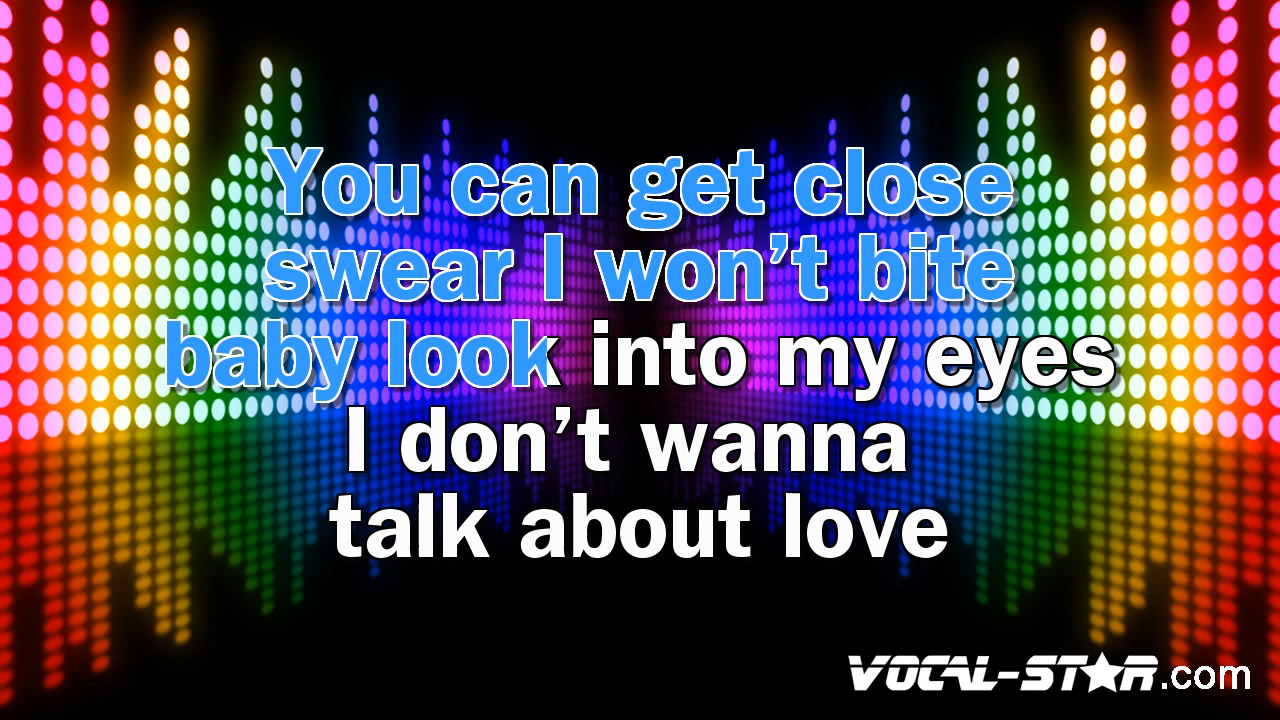 You can get close
swear I won't bite
baby look into my eyes
I don't wanna
talk about love
VOCAL-STAR.com